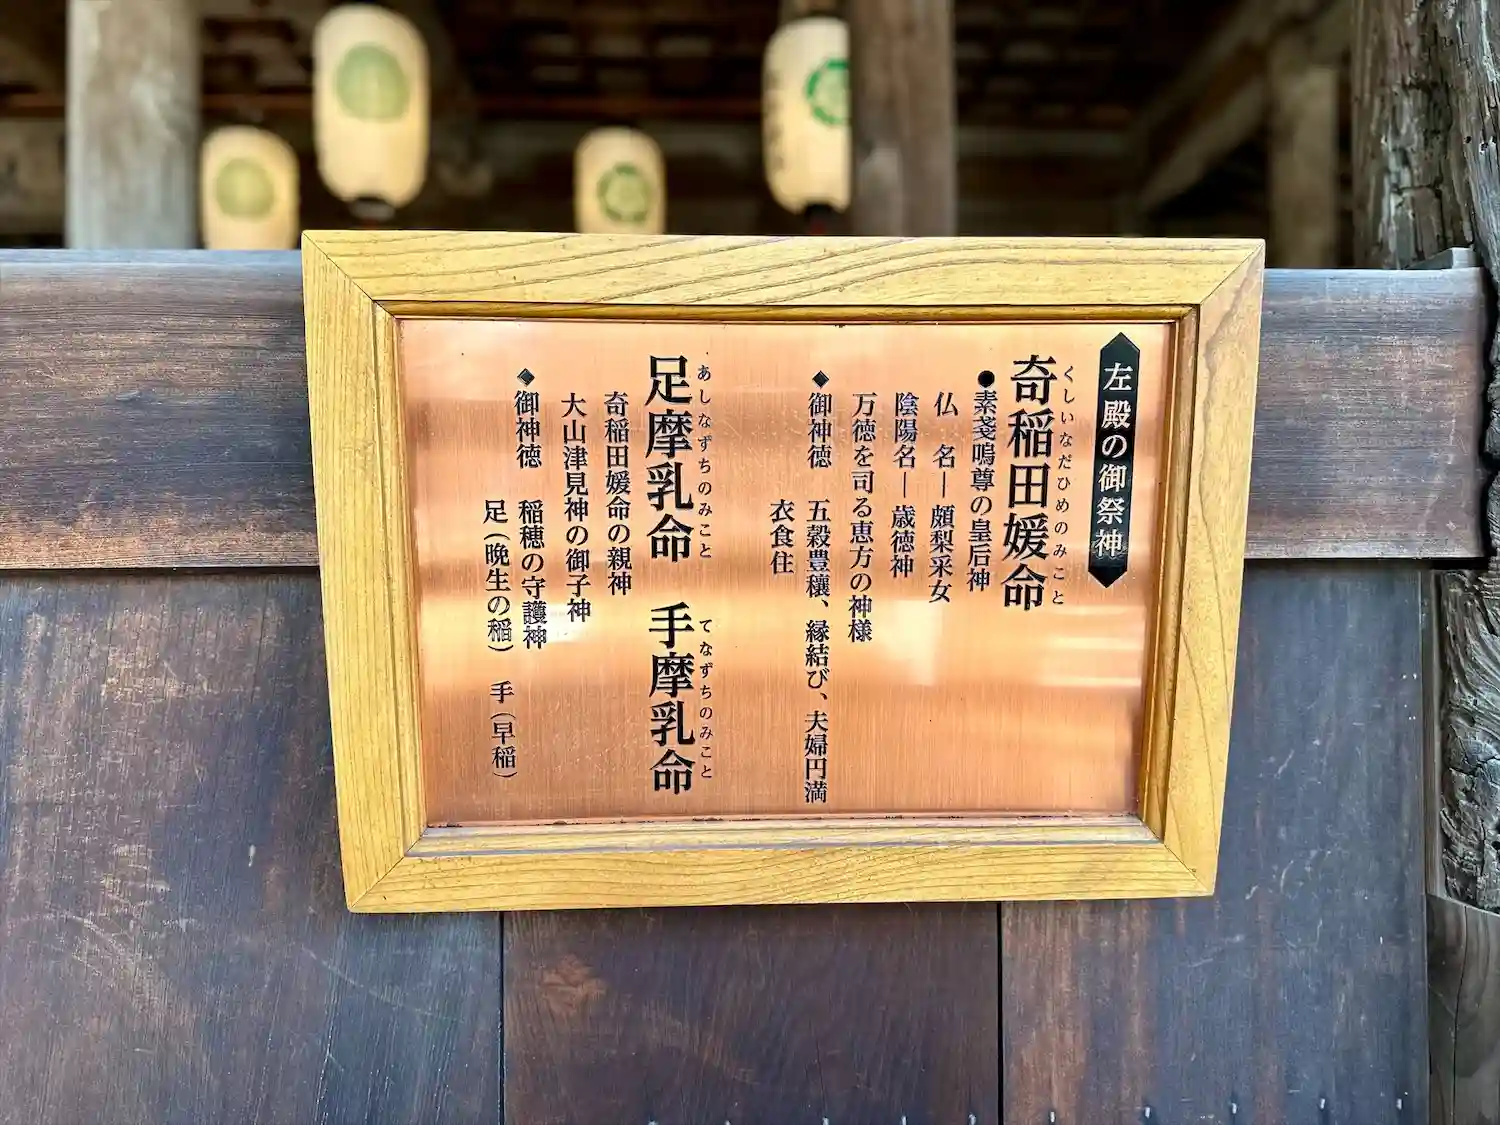 左殿の御祭神
くしいなだひめのみこと
奇稲田媛命
●素戔嗚尊の皇后神
仏　名―頗梨采女
陰陽名―歳徳神
万徳を司る恵方の神様
◆御神徳　五穀豊穣、縁結び、夫婦円満
衣食住
あしなずちのみこと　てなずちのみこと
足摩乳命　手摩乳命
奇稲田媛命の親神
大山津見神の御子神
◆御神徳　稲穂の守護神
足（晩生の稲）　手（早稲）